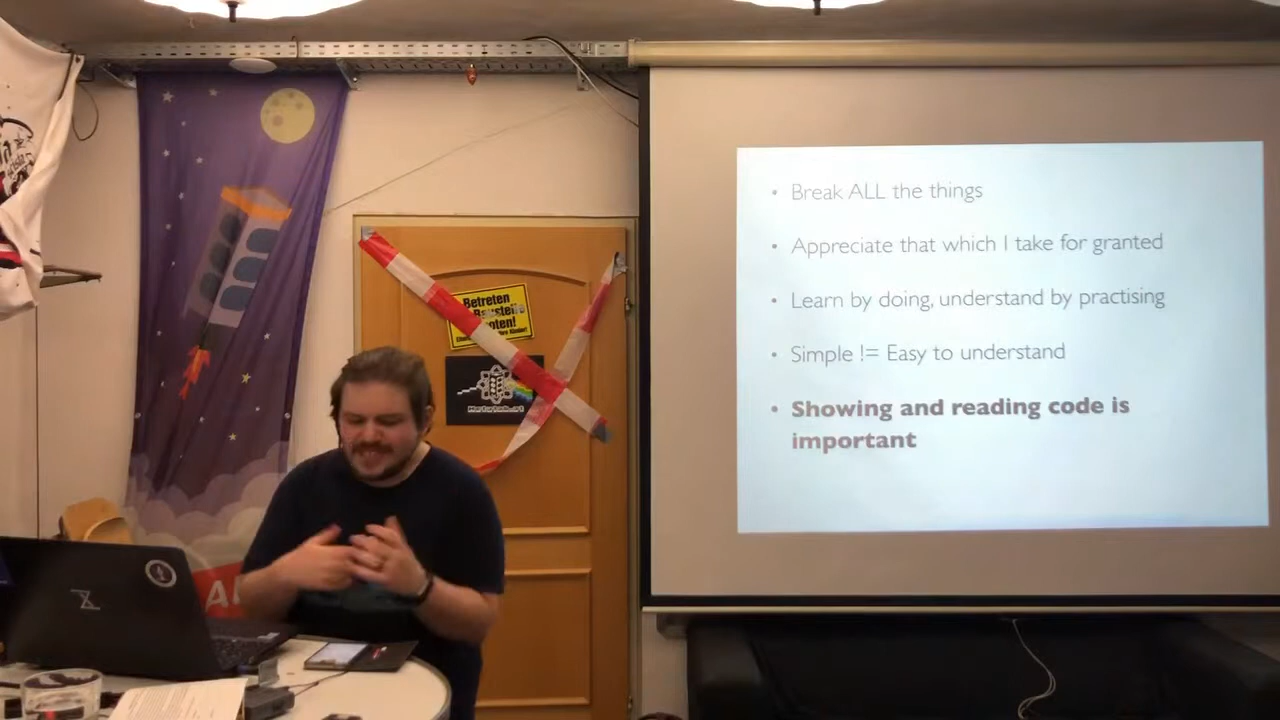 • Break ALL the things
• Appreciate that which I take for granted
• Learn by doing, understand by practising
• Simple != Easy to understand
• Showing and reading code is
important
Betreten